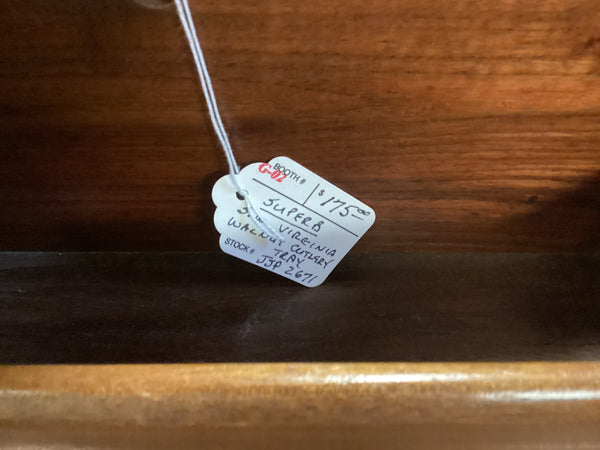 BOOTH# G-02
$175.00
SUPERB
VIRGINIA
WALNUT CUTLERY
TRAY
STOCK# JJP 2671